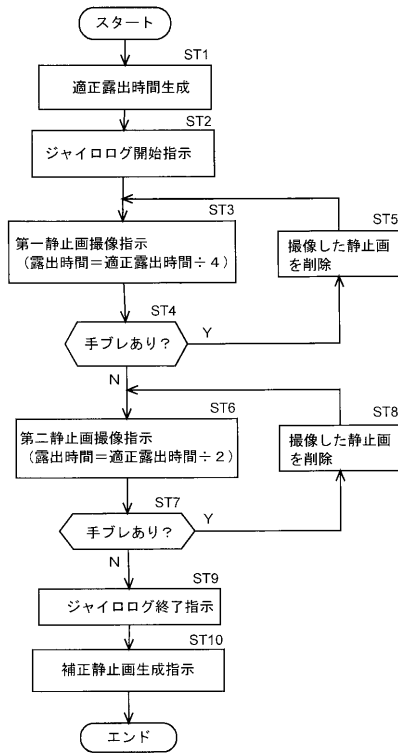 スタート
ST1
適正露出時間生成
ST2
ジャイロログ開始指示
ST3
第一静止画撮像指示
(露出時間=適正露出時間÷4)
ST5
撮像した静止画
を削除
ST4
手ブレあり?
Y
N
ST6
第二静止画撮像指示
(露出時間=適正露出時間÷2)
ST8
撮像した静止画
を削除
ST7
手ブレあり?
Y
N
ST9
ジャイロログ終了指示
ST10
補正静止画生成指示
エンド